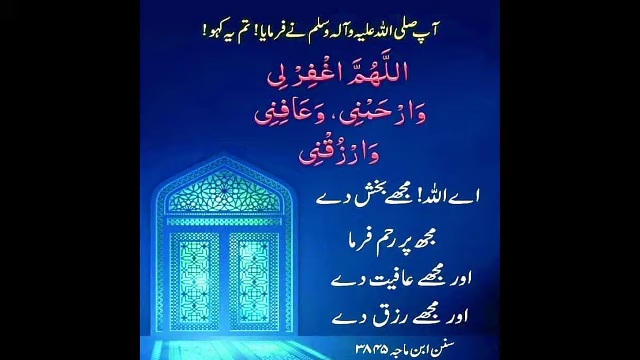 آپ صلی اللہ علیہ وآلہ وسلم نے فرمایا! تم یہ کہو!
اللَّهُمَّ اغْفِرْ لِي
وَارْحَمْنِي، وَعَافِنِي
وَارْزُقْنِي
اے اللہ! مجھے بخش دے
مجھ پر رحم فرما
اور مجھے عافیت دے
اور مجھے رزق دے
سنن ابن ماجہ ۳۸۴۵